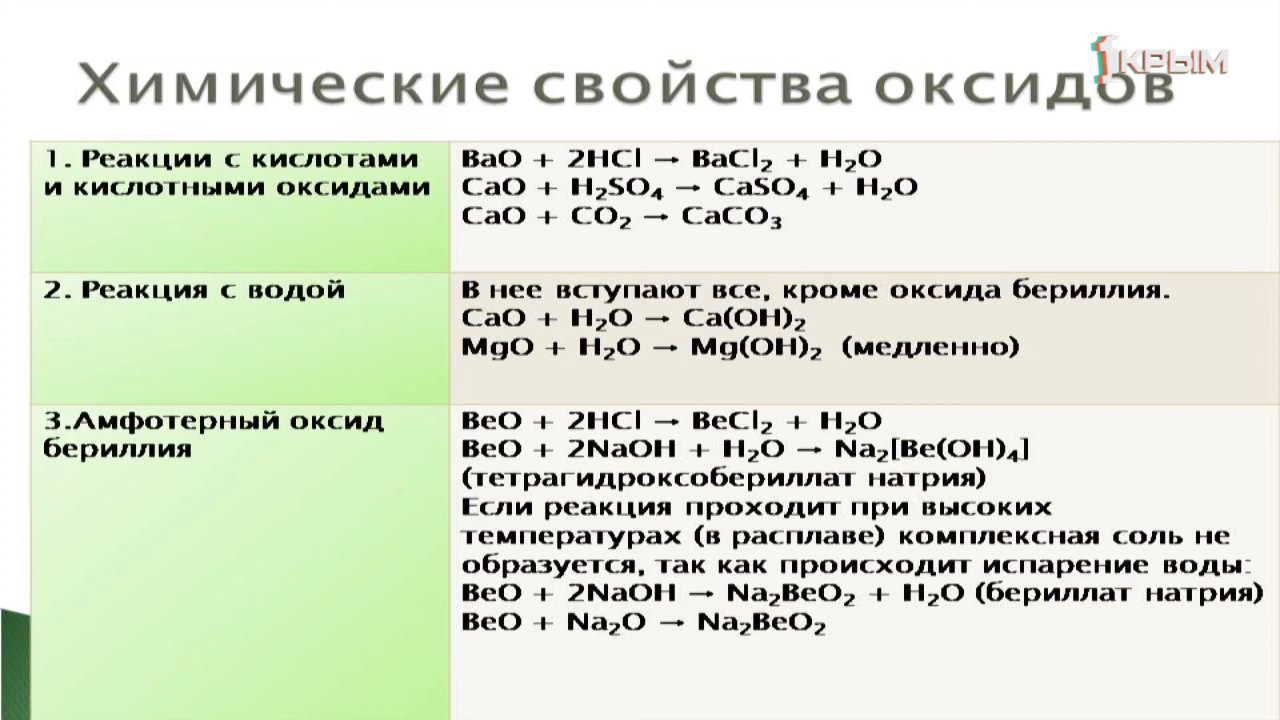 1 КРЫМ
Химические свойства оксидов
1. Реакции с кислотами
и кислотными оксидами
BaO + 2HCl → BaCl₂ + H₂O
CaO + H₂SO₄ → CaSO₄ + H₂O
CaO + CO₂ → CaCO₃
2. Реакция с водой
В нее вступают все, кроме оксида бериллия.
CaO + H₂O → Ca(OH)₂
MgO + H₂O → Mg(OH)₂ (медленно)
3.Амфотерный оксид
бериллия
BeO + 2HCl → BeCl₂ + H₂O
BeO + 2NaOH + H₂O → Na₂[Be(OH)₄]
(тетрагидроксобериллат натрия)
Если реакция проходит при высоких
температурах (в расплаве) комплексная соль не
образуется, так как происходит испарение воды:
BeO + 2NaOH → Na₂BeO₂ + H₂O (бериллат натрия)
BeO + Na₂O → Na₂BeO₂